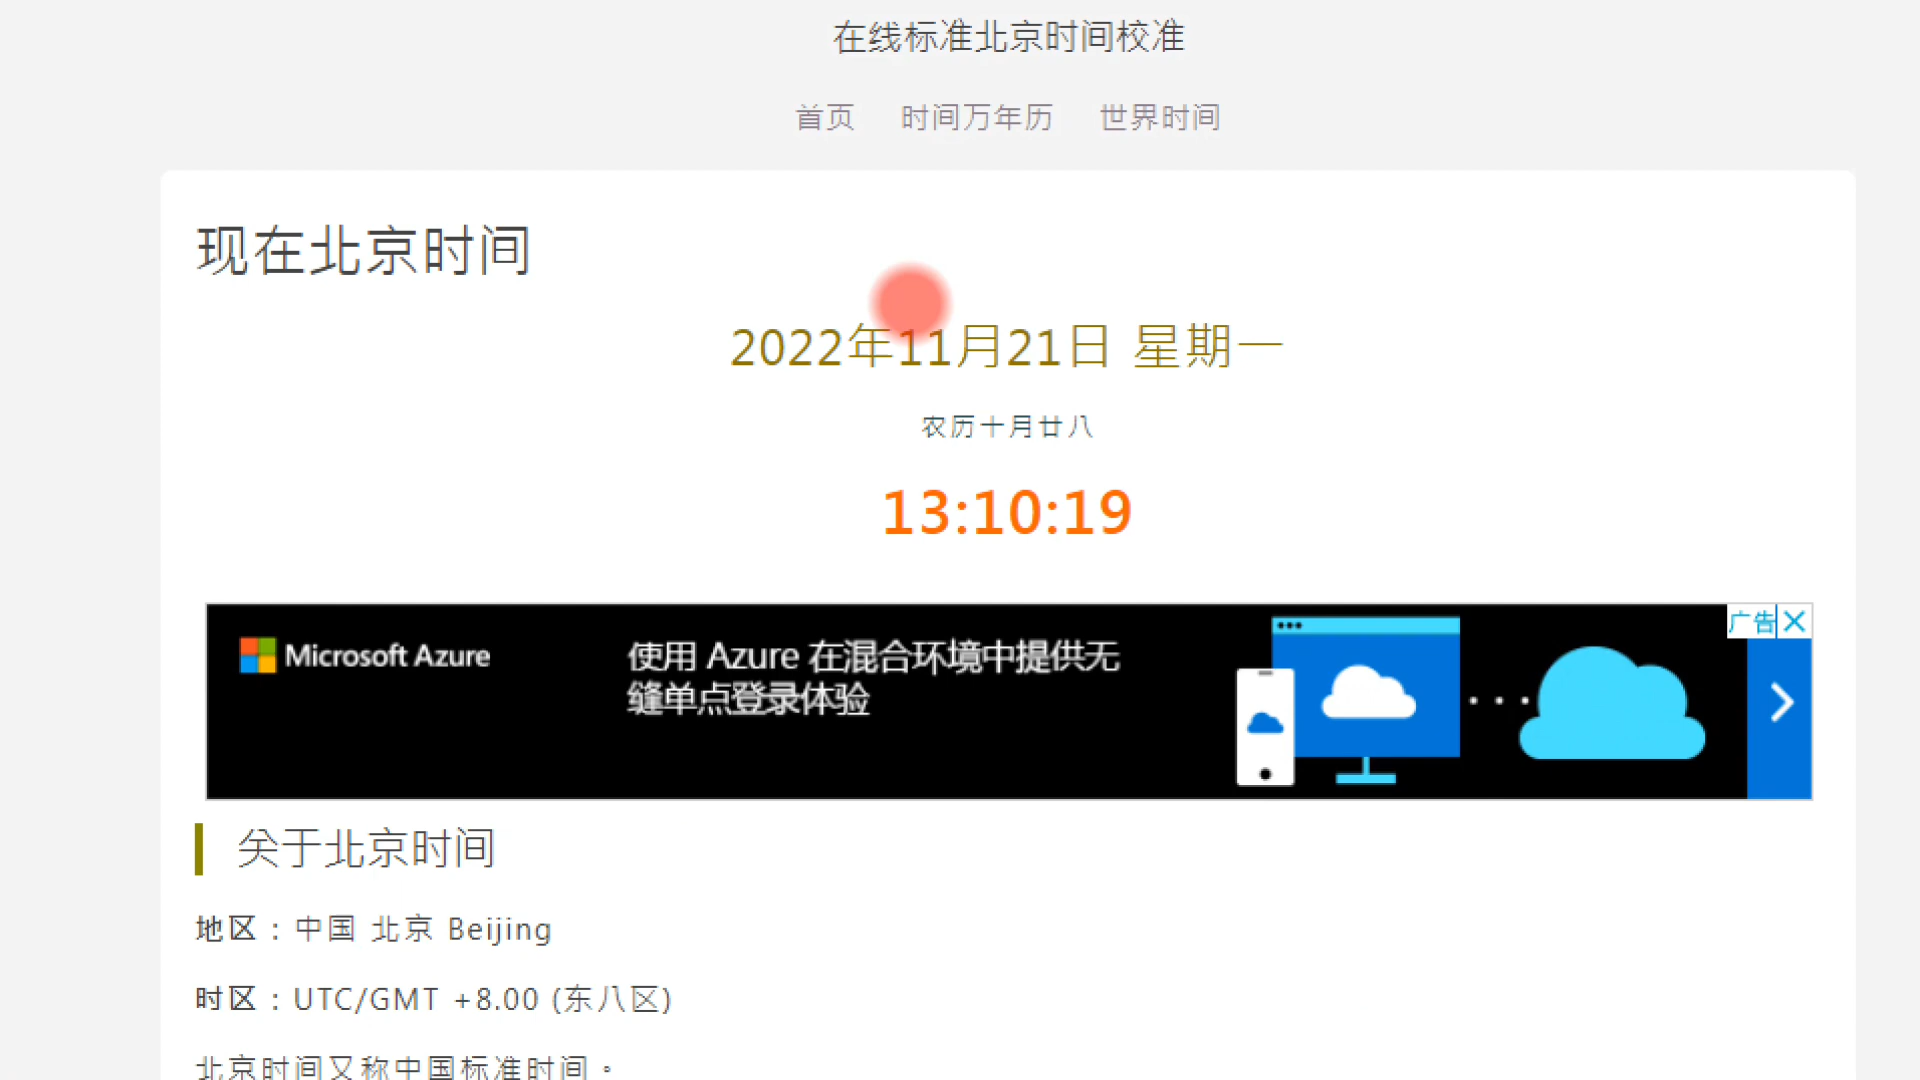 在线标准北京时间校准
首页 时间万年历 世界时间
现在北京时间
2022年11月21日 星期一
农历十月廿八
13:10:19
广告
Microsoft Azure
使用 Azure 在混合环境中提供无
缝单点登录体验
关于北京时间
地区：中国 北京 Beijing
时区：UTC/GMT +8.00 (东八区)
北京时间又称中国标准时间。